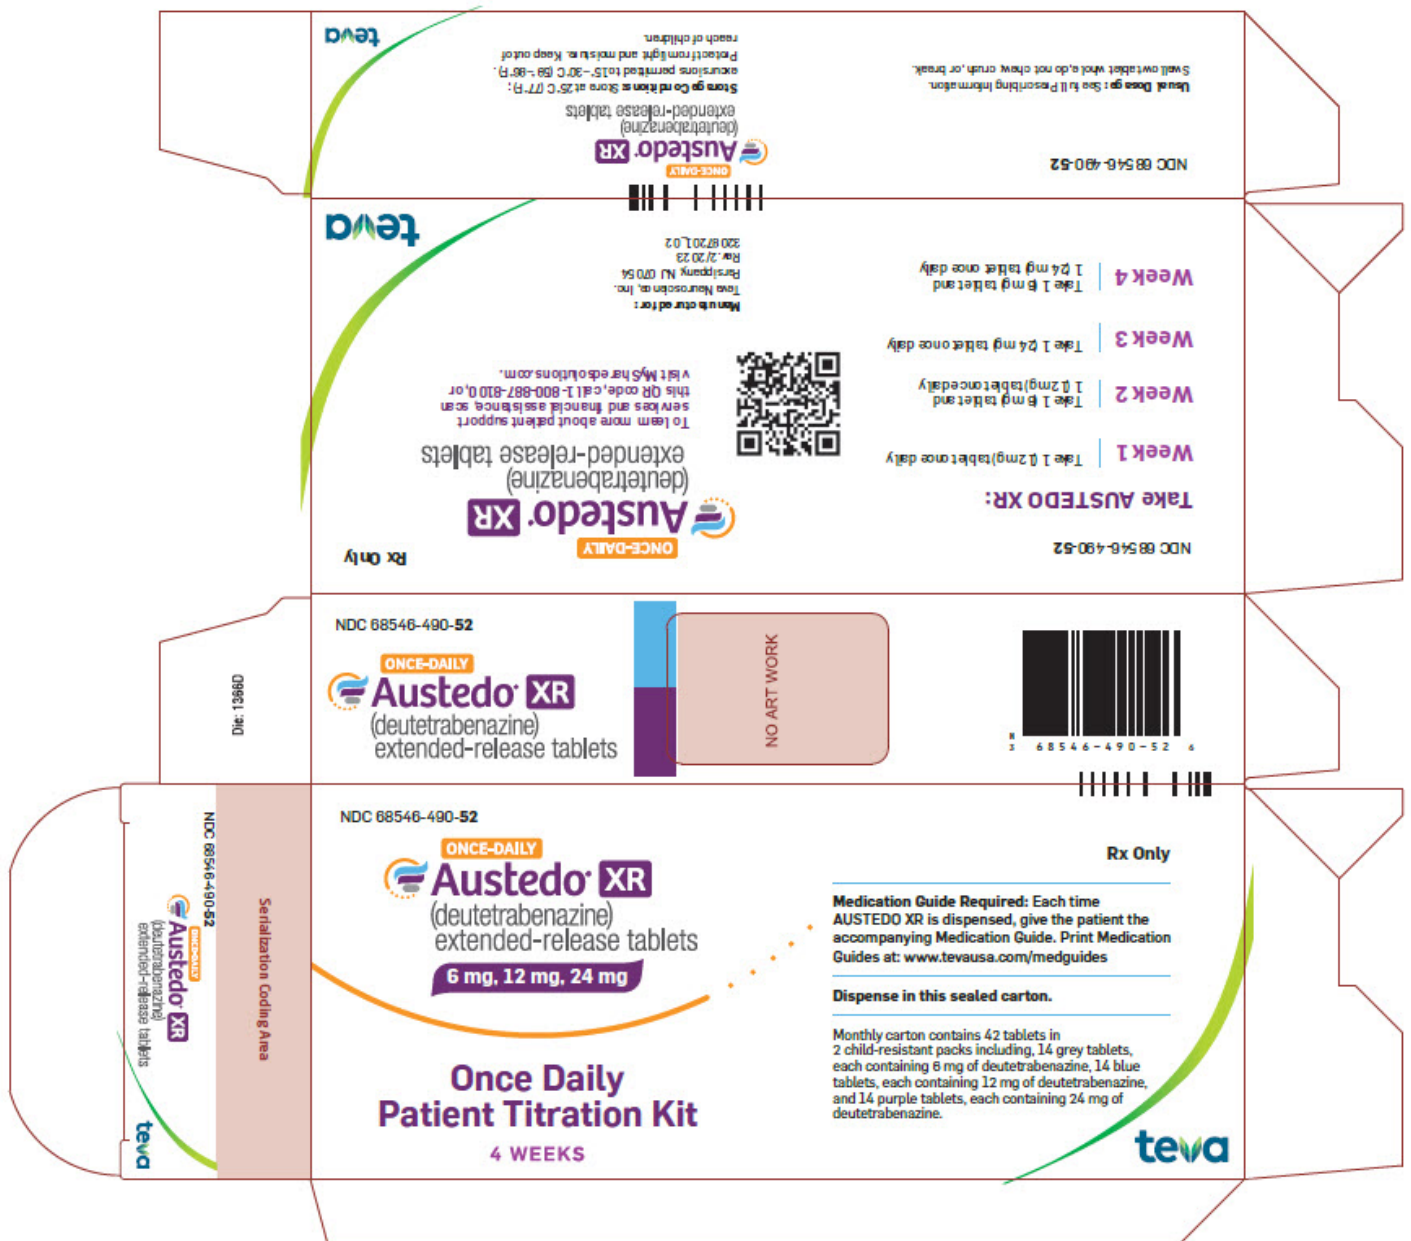 teva
Storage Conditions: Store at 25°C (77°F);
excursions permitted to 15°-30°C (59°-86°F).
Protect from light and moisture. Keep out of
reach of children.
ONCE-DAILY
Austedo XR
(deutetrabenazine)
extended-release tablets
NDC 68546-490-52
Usual Dosage: See full Prescribing Information.
Swallow tablet whole, do not chew, crush, or break.
NDC 68546-490-52
Take AUSTEDO XR:
Week 1
Take 1 (12 mg) tablet once daily
Week 2
Take 1 (6 mg) tablet and
1 (12 mg) tablet once daily
Week 3
Take 1 (24 mg) tablet once daily
Week 4
Take 1 (6 mg) tablet and
1 (24 mg) tablet once daily
Rx Only
ONCE-DAILY
Austedo XR
(deutetrabenazine)
extended-release tablets
To learn more about patient support
services and financial assistance, scan
this QR code, call 1-800-887-8100, or
visit MySharedsolutions.com.
Manufactured for:
Teva Neuroscience, Inc.
Parsippany, NJ 07054
Rev. 2/2023
32087201_02
teva
NDC 68546-490-52
ONCE-DAILY
Austedo XR
(deutetrabenazine)
extended-release tablets
NO ART WORK
N
3 68546-490-52 6
Die: 1366D
NDC 68546-490-52
ONCE-DAILY
Austedo XR
(deutetrabenazine)
extended-release tablets
teva
Serialization Coding Area
NDC 68546-490-52
ONCE-DAILY
Austedo XR
(deutetrabenazine)
extended-release tablets
6 mg, 12 mg, 24 mg
Once Daily
Patient Titration Kit
4 WEEKS
Rx Only
Medication Guide Required: Each time
AUSTEDO XR is dispensed, give the patient the
accompanying Medication Guide. Print Medication
Guides at: www.tevausa.com/medguides
Dispense in this sealed carton.
Monthly carton contains 42 tablets in
2 child-resistant packs including, 14 grey tablets,
each containing 6 mg of deutetrabenazine, 14 blue
tablets, each containing 12 mg of deutetrabenazine,
and 14 purple tablets, each containing 24 mg of
deutetrabenazine.
teva